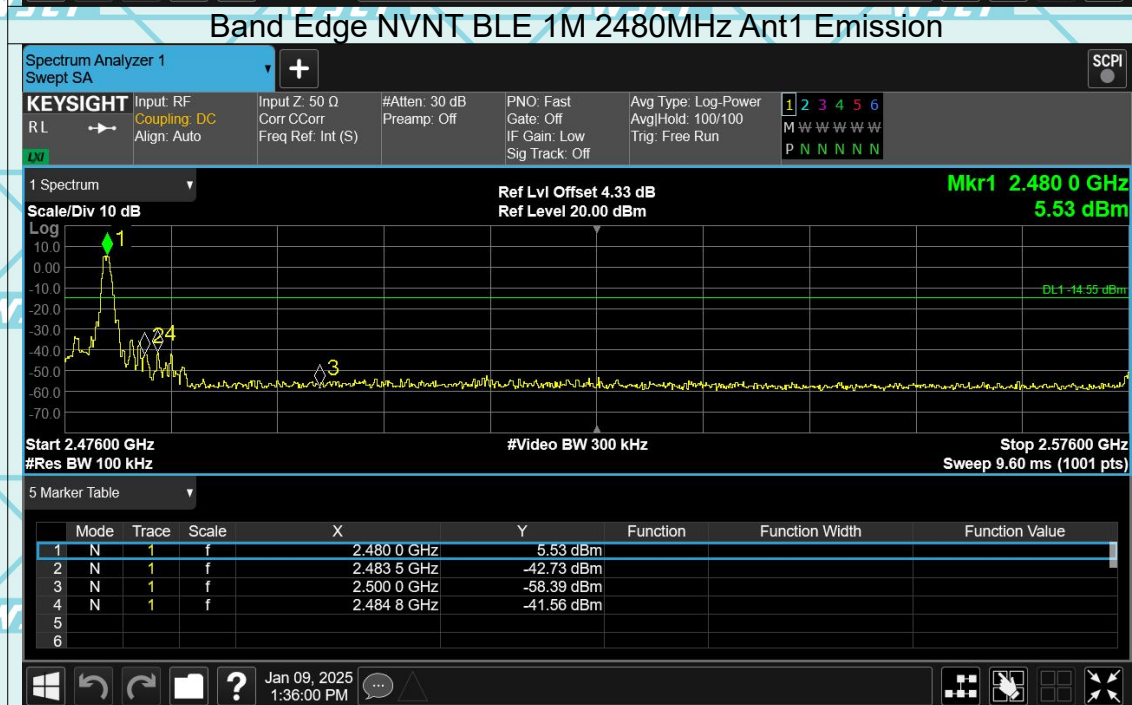 Band Edge NVNT BLE 1M 2480MHz Ant1 Emission
Spectrum Analyzer 1
Swept SA
+
SCPI
KEYSIGHT
RL
LXI
Input: RF
Coupling: DC
Align: Auto
Input Z: 50 Ω
Corr CCorr
Freq Ref: Int (S)
#Atten: 30 dB
Preamp: Off
PNO: Fast
Gate: Off
IF Gain: Low
Sig Track: Off
Avg Type: Log-Power
Avg|Hold: 100/100
Trig: Free Run
1 2 3 4 5 6
M W W W W W
P N N N N N
1 Spectrum
Scale/Div 10 dB
Ref Lvl Offset 4.33 dB
Ref Level 20.00 dBm
Mkr1 2.480 0 GHz
5.53 dBm
Log
10.0
0.00
-10.0
-20.0
-30.0
-40.0
-50.0
-60.0
-70.0
1
24
3
DL1 -14.55 dBm
Start 2.47600 GHz
#Video BW 300 kHz
Stop 2.57600 GHz
#Res BW 100 kHz
Sweep 9.60 ms (1001 pts)
5 Marker Table
Mode Trace Scale X Y Function Function Width Function Value
1 N 1 f 2.480 0 GHz 5.53 dBm
2 N 1 f 2.483 5 GHz -42.73 dBm
3 N 1 f 2.500 0 GHz -58.39 dBm
4 N 1 f 2.484 8 GHz -41.56 dBm
5
6
?
Jan 09, 2025
1:36:00 PM